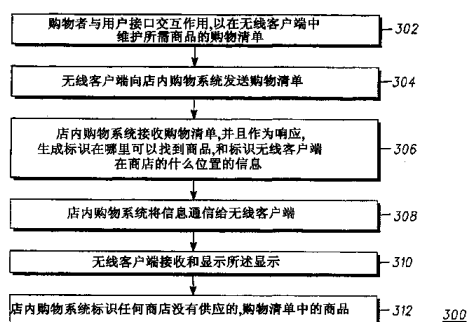 购物者与用户接口交互作用,以在无线客户端中
维护所需商品的购物清单
302
无线客户端向店内购物系统发送购物清单
304
店内购物系统接收购物清单,并且作为响应,
生成标识在哪里可以找到商品,和标识无线客户端
在商店的什么位置的信息
306
店内购物系统将信息通信给无线客户端
308
无线客户端接收和显示所述显示
310
店内购物系统标识任何商店没有供应的,购物清单中的商品
312
300